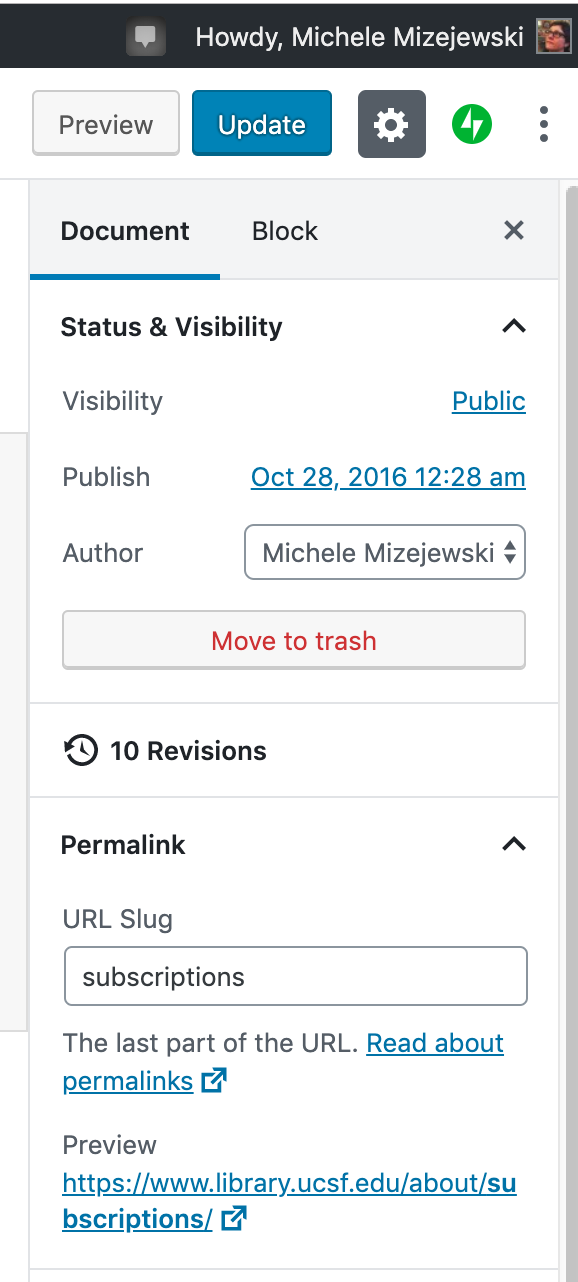 Howdy, Michele Mizejewski
Preview Update
Document Block
Status & Visibility
Visibility Public
Publish Oct 28, 2016 12:28 am
Author Michele Mizejewski
Move to trash
10 Revisions
Permalink
URL Slug
subscriptions
The last part of the URL. Read about
permalinks
Preview
https://www.library.ucsf.edu/about/su
bscriptions/